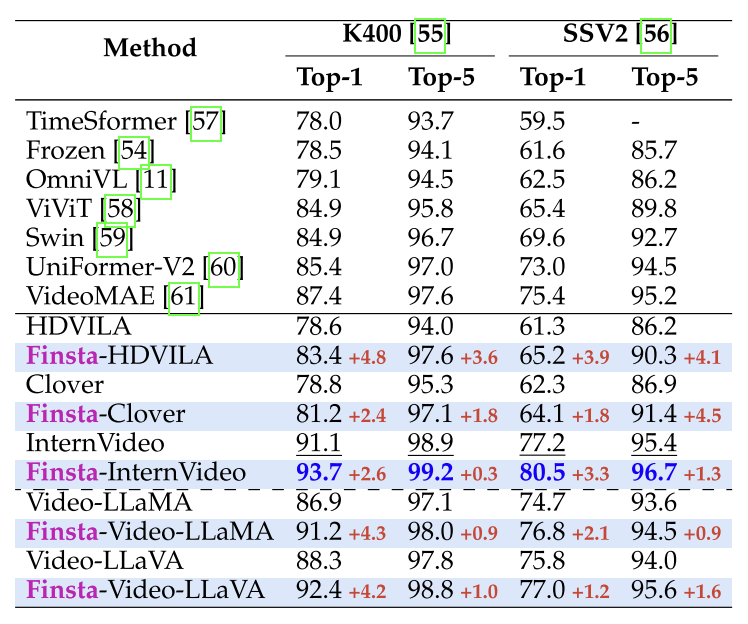 Method K400 [55] SSV2 [56]
Top-1 Top-5 Top-1 Top-5
TimeSformer [57] 78.0 93.7 59.5 -
Frozen [54] 78.5 94.1 61.6 85.7
OmniVL [11] 79.1 94.5 62.5 86.2
ViViT [58] 84.9 95.8 65.4 89.8
Swin [59] 84.9 96.7 69.6 92.7
UniFormer-V2 [60] 85.4 97.0 73.0 94.5
VideoMAE [61] 87.4 97.6 75.4 95.2
HDVILA 78.6 94.0 61.3 86.2
Finsta-HDVILA 83.4 +4.8 97.6 +3.6 65.2 +3.9 90.3 +4.1
Clover 78.8 95.3 62.3 86.9
Finsta-Clover 81.2 +2.4 97.1 +1.8 64.1 +1.8 91.4 +4.5
InternVideo 91.1 98.9 77.2 95.4
Finsta-InternVideo 93.7 +2.6 99.2 +0.3 80.5 +3.3 96.7 +1.3
Video-LLaMA 86.9 97.1 74.7 93.6
Finsta-Video-LLaMA 91.2 +4.3 98.0 +0.9 76.8 +2.1 94.5 +0.9
Video-LLaVA 88.3 97.8 75.8 94.0
Finsta-Video-LLaVA 92.4 +4.2 98.8 +1.0 77.0 +1.2 95.6 +1.6